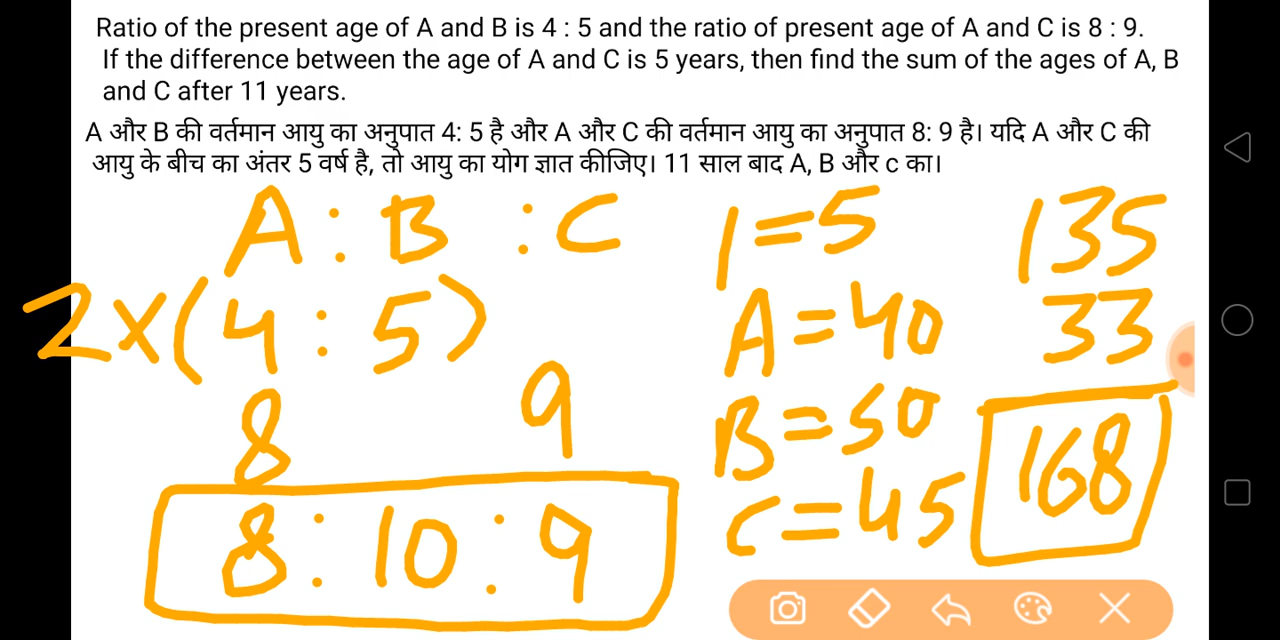 Ratio of the present age of A and B is 4 : 5 and the ratio of present age of A and C is 8 : 9.
If the difference between the age of A and C is 5 years, then find the sum of the ages of A, B
and C after 11 years.
A और B की वर्तमान आयु का अनुपात 4: 5 है और A और C की वर्तमान आयु का अनुपात 8: 9 है। यदि A और C की
आयु के बीच का अंतर 5 वर्ष है, तो आयु का योग ज्ञात कीजिए। 11 साल बाद A, B और c का।
A : B : C
2×(4 : 5)
8 9
8 : 10 : 9
1=5
A=40
B=50
C=45
135
33
168